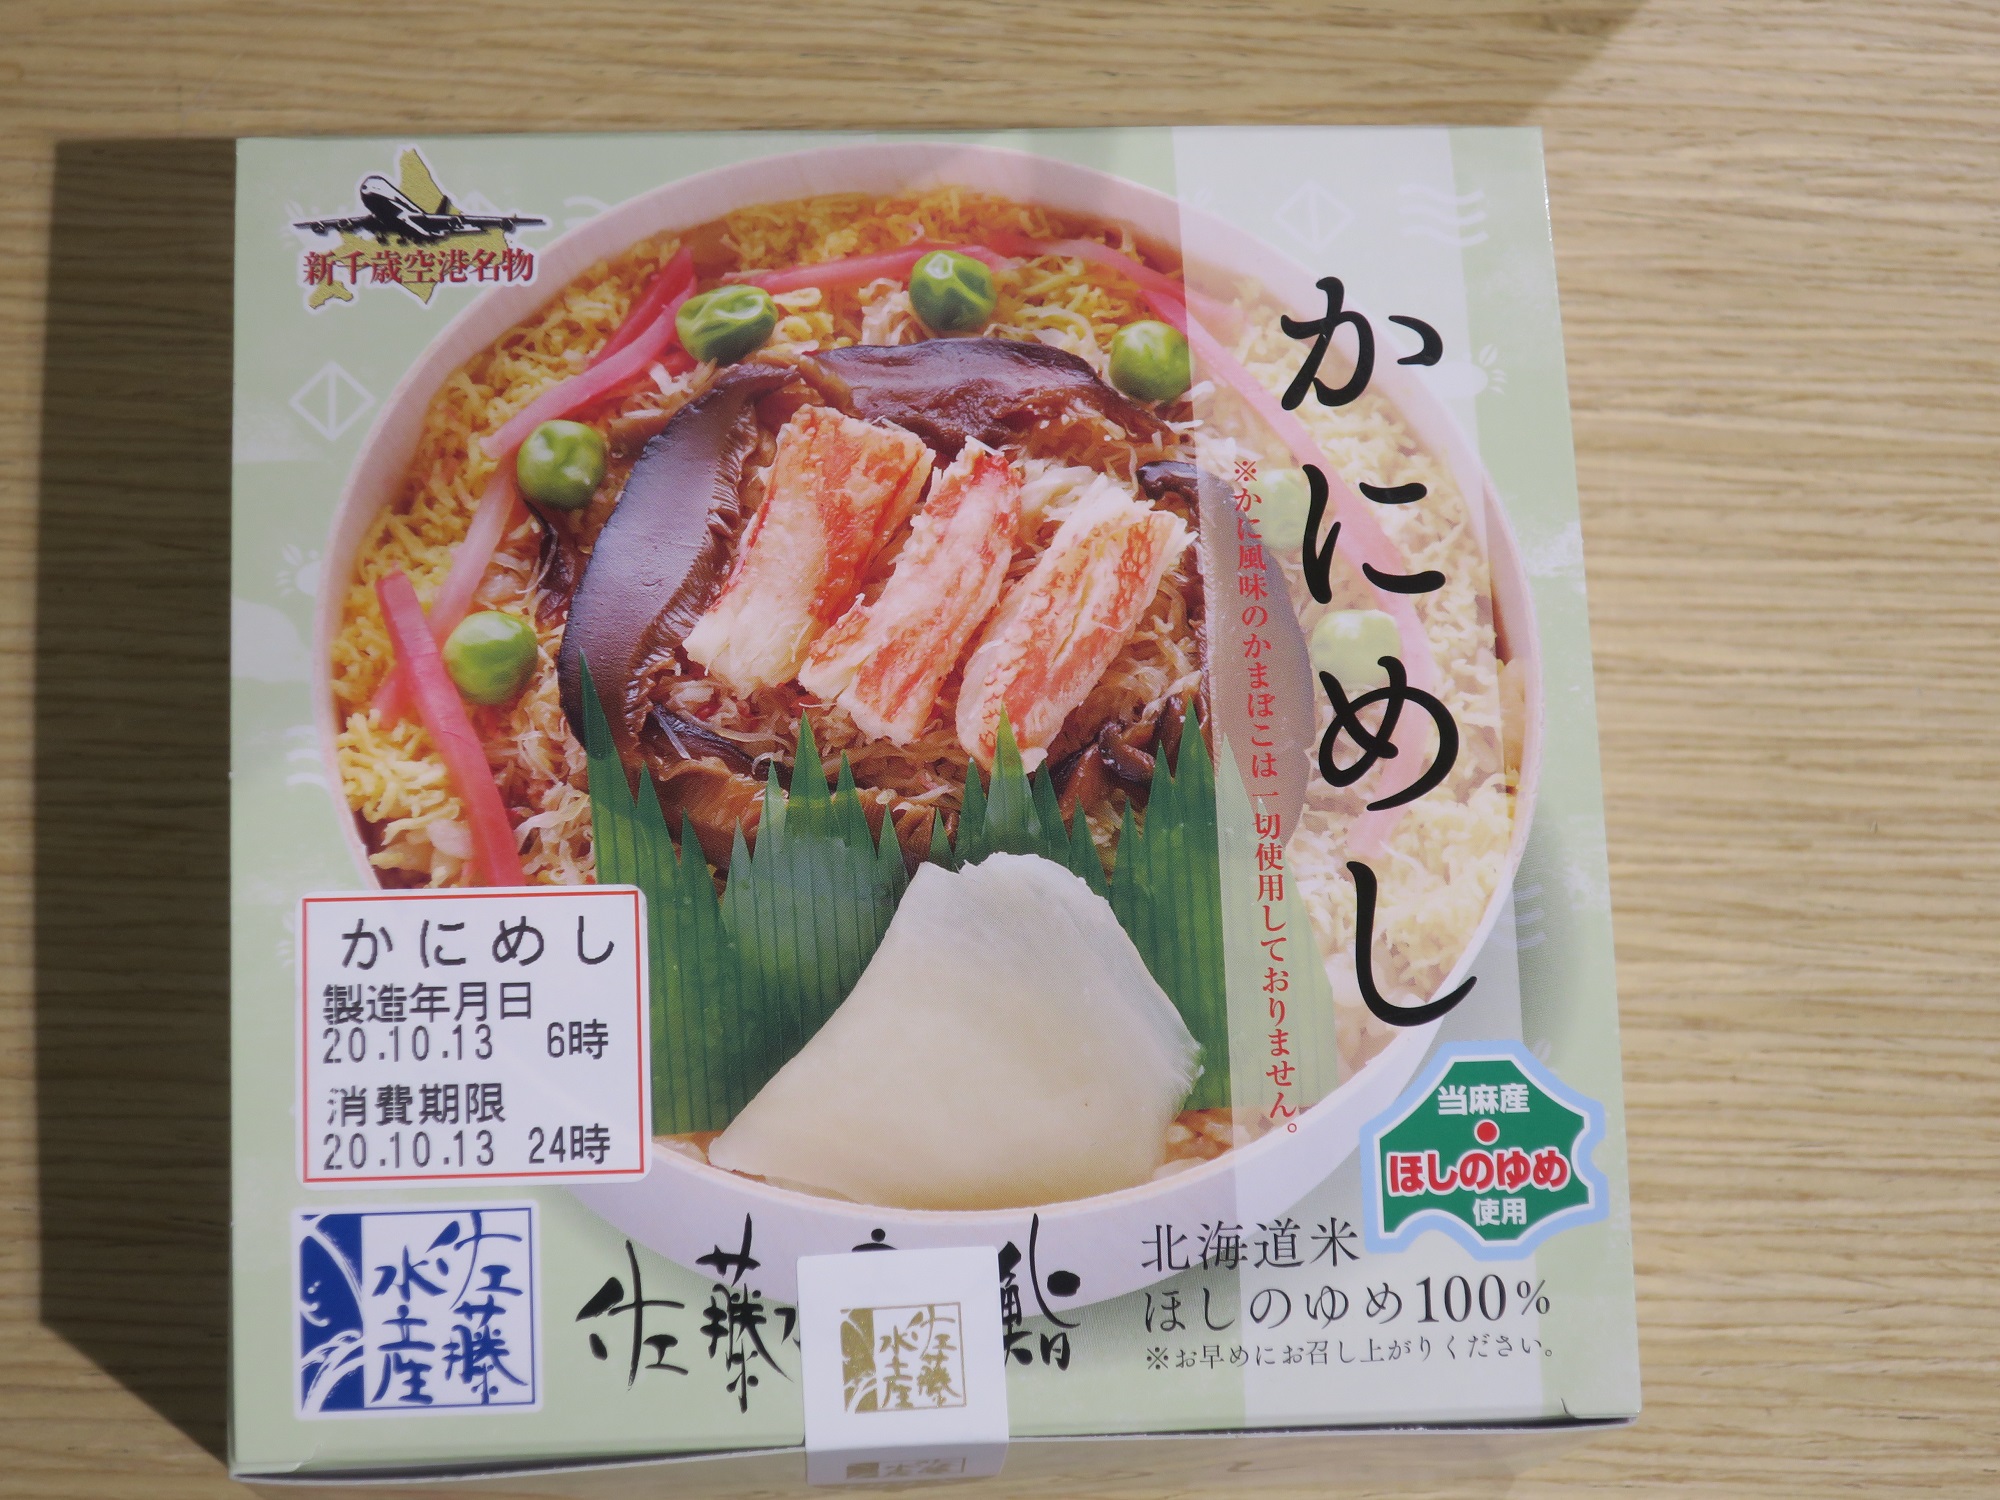 新千歳空港名物
かにめし
※かに風味のかまぼこは一切使用しておりません。
かにめし
製造年月日
20.10.13 6時
消費期限
20.10.13 24時
当麻産
ほしのゆめ
使用
佐藤
水産
佐藤
佐藤
水産
北海道米
ほしのゆめ100%
※お早めにお召し上がりください。